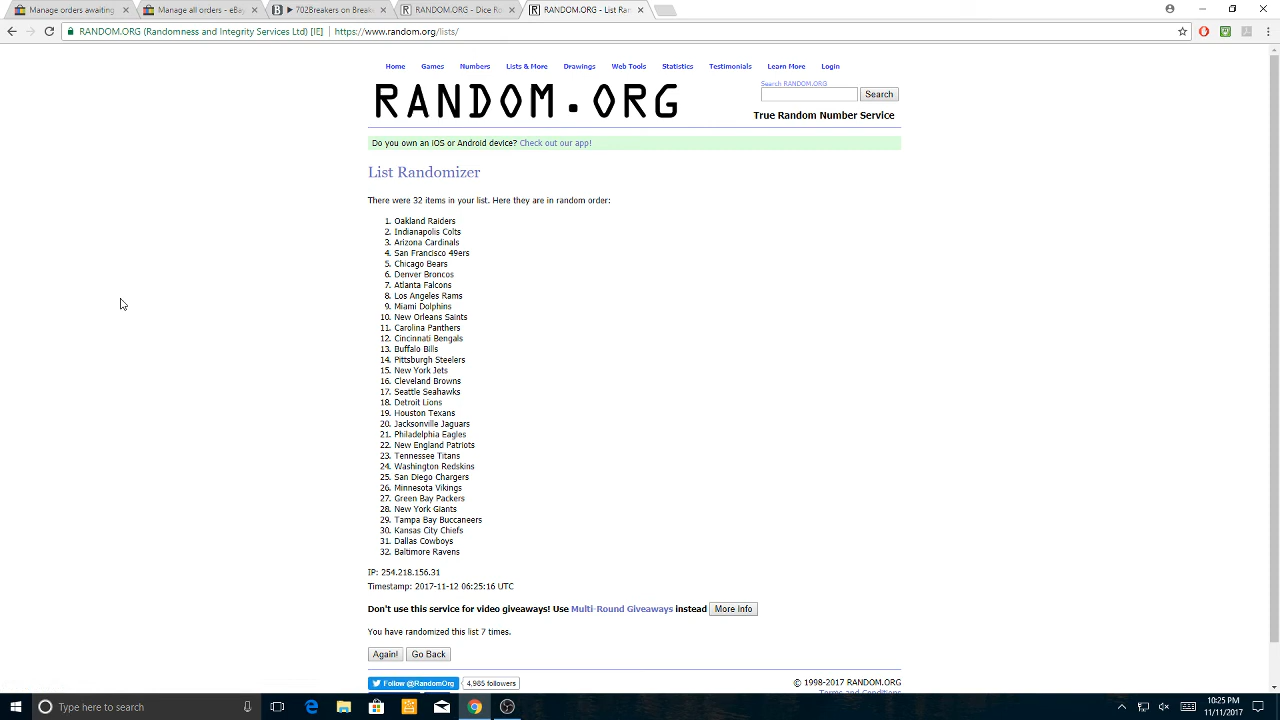 Manage orders awaiting
Manage all orders - eBay
702Breakers on Break
RANDOM.ORG - Dice Ro
RANDOM.ORG - List Ran
RANDOM.ORG (Randomness and Integrity Services Ltd) [IE] | https://www.random.org/lists/
Home Games Numbers Lists & More Drawings Web Tools Statistics Testimonials Learn More Login
RANDOM.ORG
Search RANDOM.ORG
Search
True Random Number Service
Do you own an iOS or Android device? Check out our app!
List Randomizer
There were 32 items in your list. Here they are in random order:
1. Oakland Raiders
2. Indianapolis Colts
3. Arizona Cardinals
4. San Francisco 49ers
5. Chicago Bears
6. Denver Broncos
7. Atlanta Falcons
8. Los Angeles Rams
9. Miami Dolphins
10. New Orleans Saints
11. Carolina Panthers
12. Cincinnati Bengals
13. Buffalo Bills
14. Pittsburgh Steelers
15. New York Jets
16. Cleveland Browns
17. Seattle Seahawks
18. Detroit Lions
19. Houston Texans
20. Jacksonville Jaguars
21. Philadelphia Eagles
22. New England Patriots
23. Tennessee Titans
24. Washington Redskins
25. San Diego Chargers
26. Minnesota Vikings
27. Green Bay Packers
28. New York Giants
29. Tampa Bay Buccaneers
30. Kansas City Chiefs
31. Dallas Cowboys
32. Baltimore Ravens
IP: 254.218.156.31
Timestamp: 2017-11-12 06:25:16 UTC
Don't use this service for video giveaways! Use Multi-Round Giveaways instead More Info
You have randomized this list 7 times.
Again! Go Back
Follow @RandomOrg 4,985 followers
© 1998-2017 RANDOM.ORG
Terms and Conditions
Type here to search
10:25 PM
11/11/2017